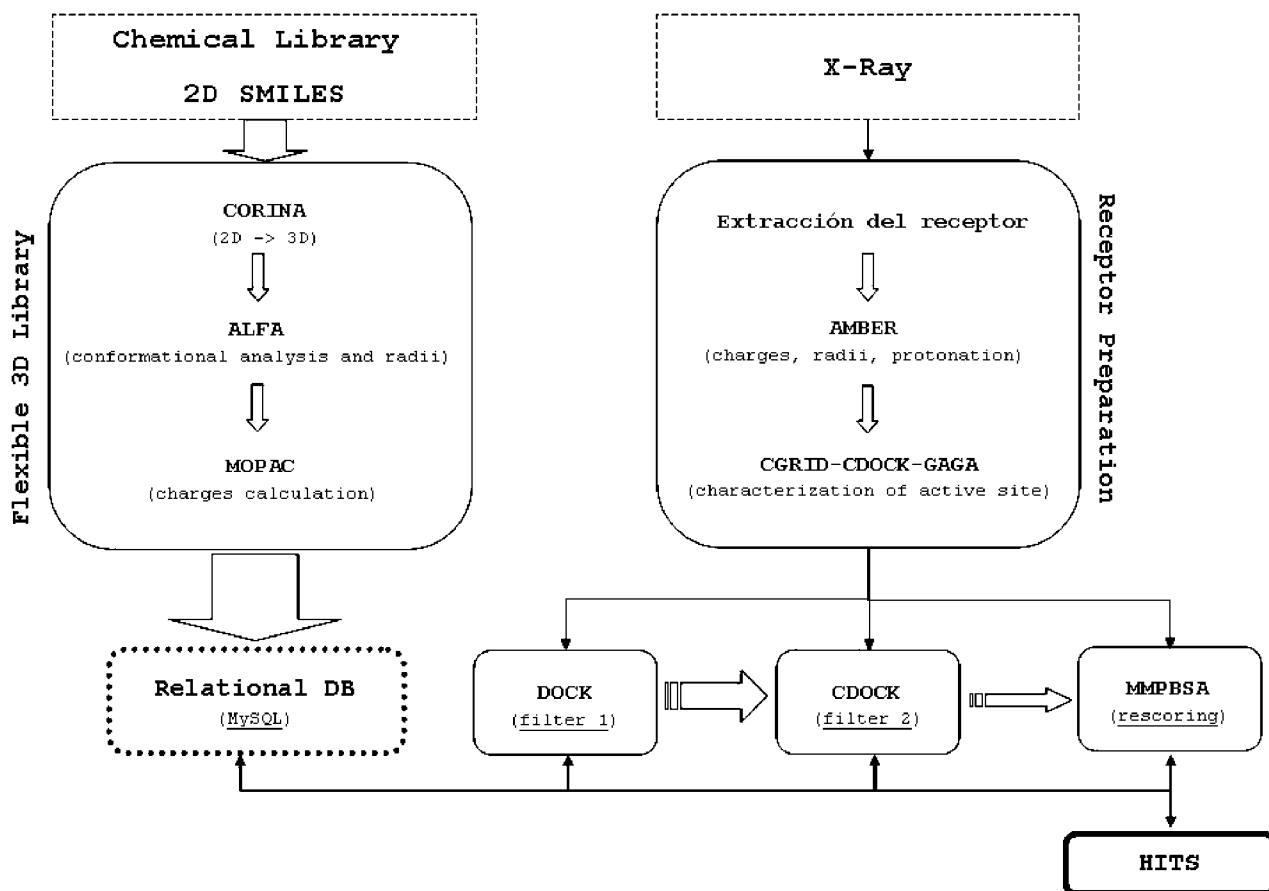 Chemical Library
2D SMILES
X-Ray
Flexible 3D Library
CORINA
(2D -> 3D)
ALFA
(conformational analysis and radii)
MOPAC
(charges calculation)
Extracción del receptor
AMBER
(charges, radii, protonation)
CGRID-CDOCK-GAGA
(characterization of active site)
Receptor Preparation
Relational DB
(MySQL)
DOCK
(filter 1)
CDOCK
(filter 2)
MMPBSA
(rescoring)
HITS